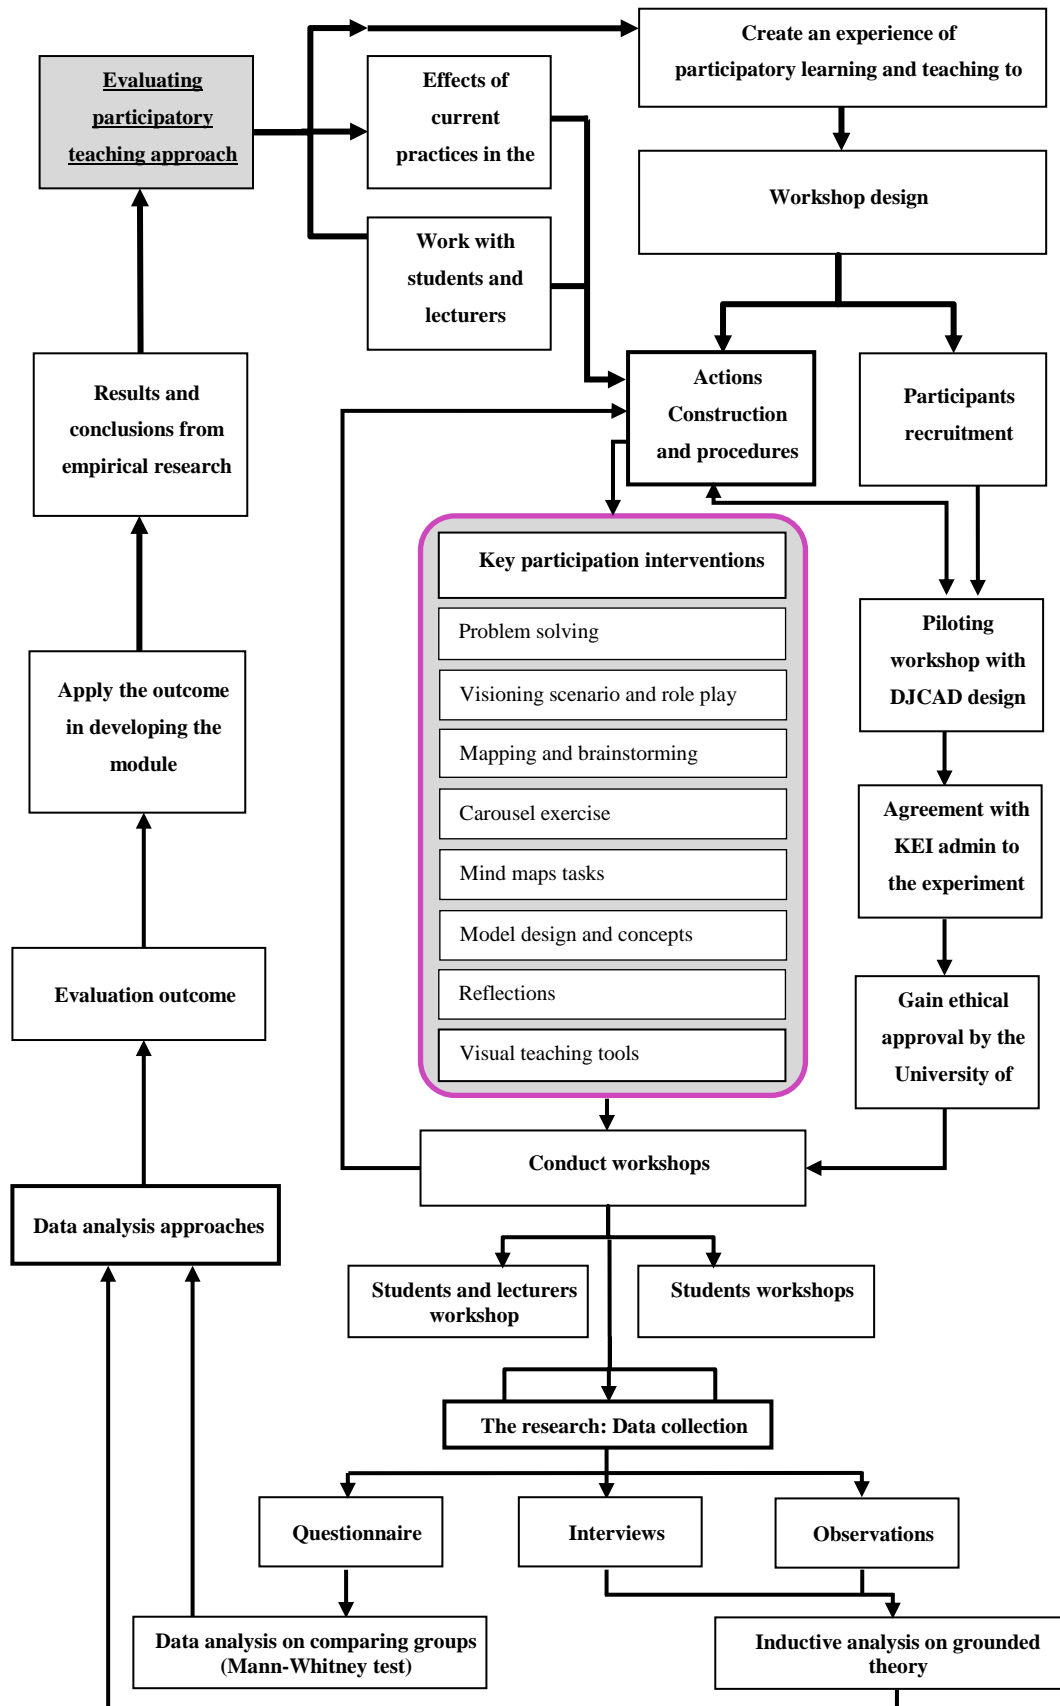 Create an experience of
participatory learning and teaching to
Evaluating
participatory
teaching approach
Effects of
current
practices in the
Workshop design
Work with
students and
lecturers
Results and
conclusions from
empirical research
Actions
Construction
and procedures
Participants
recruitment
Key participation interventions
Problem solving
Visioning scenario and role play
Mapping and brainstorming
Carousel exercise
Mind maps tasks
Model design and concepts
Reflections
Visual teaching tools
Piloting
workshop with
DJCAD design
Apply the outcome
in developing the
module
Agreement with
KEI admin to
the experiment
Evaluation outcome
Gain ethical
approval by the
University of
Conduct workshops
Data analysis approaches
Students and lecturers
workshop
Students workshops
The research: Data collection
Questionnaire
Interviews
Observations
Data analysis on comparing groups
(Mann-Whitney test)
Inductive analysis on grounded
theory